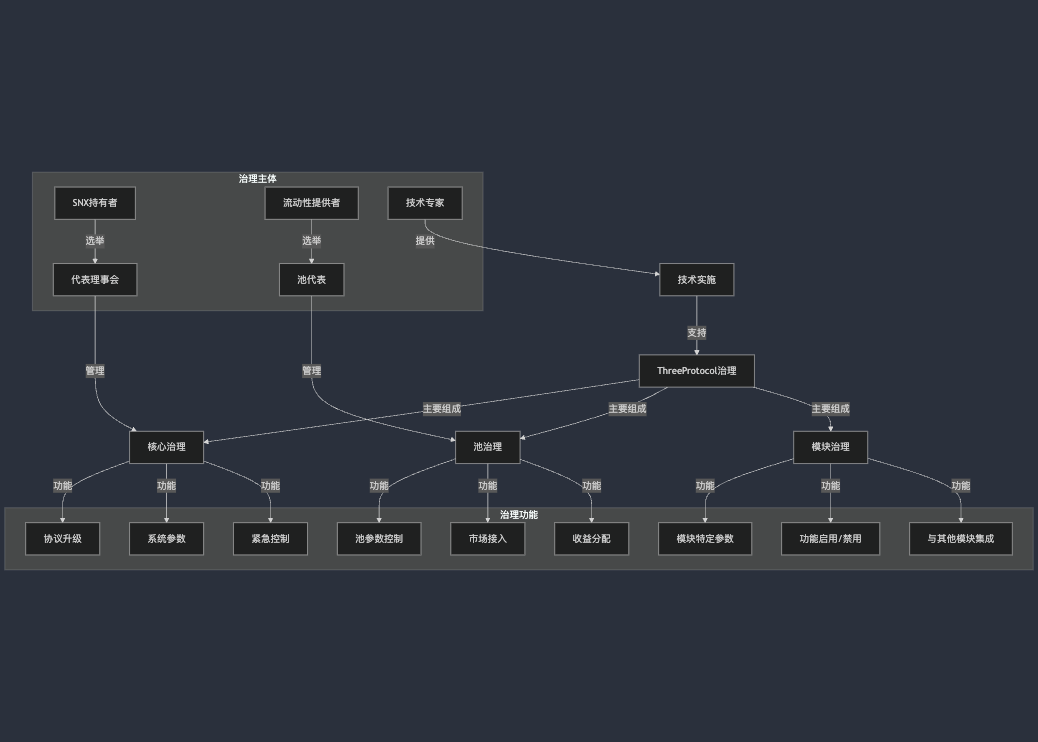 治理主体
SNX持有者
流动性提供者
技术专家
选举
选举
提供
代表理事会
池代表
技术实施
支持
管理
管理
ThreeProtocol治理
主要组成
主要组成
主要组成
核心治理
池治理
模块治理
功能
功能
功能
功能
功能
功能
功能
功能
功能
治理功能
协议升级
系统参数
紧急控制
池参数控制
市场接入
收益分配
模块特定参数
功能启用/禁用
与其他模块集成